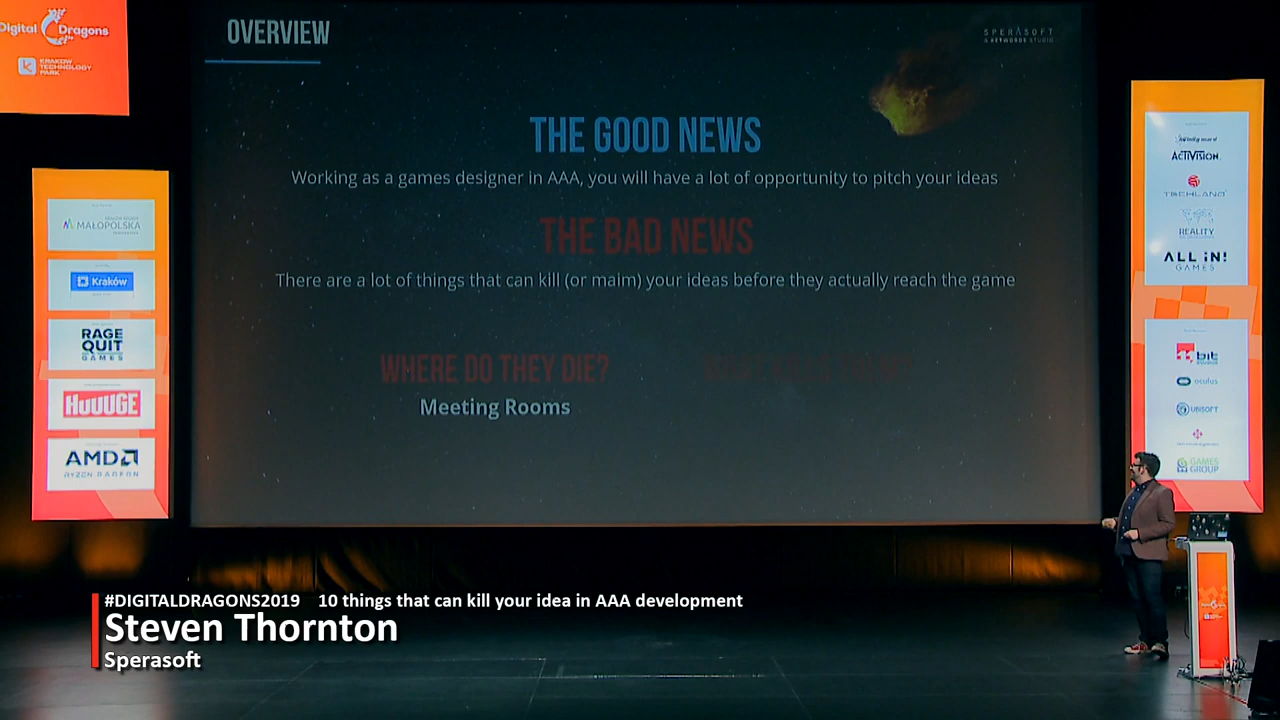 Digital Dragons
KRAKOW
TECHNOLOGY
PARK
OVERVIEW
SPERASOFT
A KEYWORDS STUDIO
THE GOOD NEWS
Working as a games designer in AAA, you will have a lot of opportunity to pitch your ideas
THE BAD NEWS
There are a lot of things that can kill (or maim) your ideas before they actually reach the game
WHERE DO THEY DIE?
Meeting Rooms
MAŁOPOLSKA
Kraków
RAGE
QUIT
GAMES
HUUUGE
AMD
RYZEN RADEON
ACTIVISION
TECHLAND
REALITY
ALL iN!
GAMES
11 bit
oculus
UBISOFT
GAMES
GROUP
#DIGITALDRAGONS2019 10 things that can kill your idea in AAA development
Steven Thornton
Sperasoft